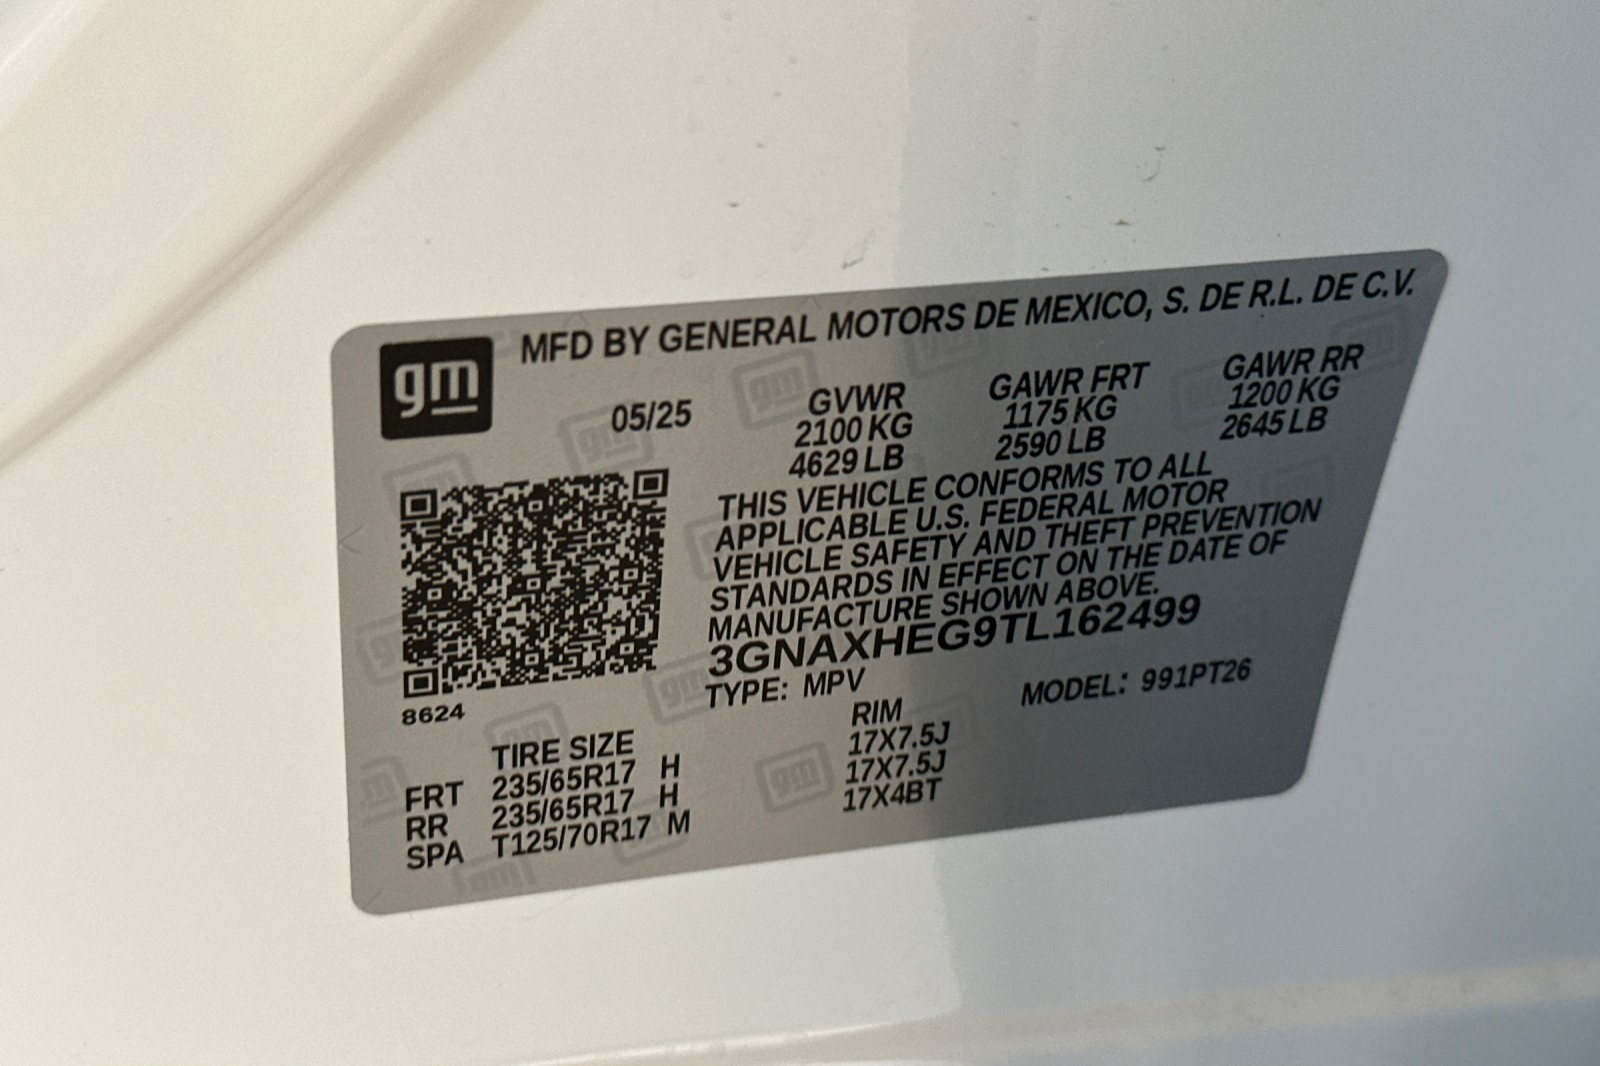 gm
MFD BY GENERAL MOTORS DE MEXICO, S. DE R.L. DE C.V.
05/25
GVWR
2100 KG
4629 LB
GAWR FRT
1175 KG
2590 LB
GAWR RR
1200 KG
2645 LB
THIS VEHICLE CONFORMS TO ALL
APPLICABLE U.S. FEDERAL MOTOR
VEHICLE SAFETY AND THEFT PREVENTION
STANDARDS IN EFFECT ON THE DATE OF
MANUFACTURE SHOWN ABOVE.
3GNAXHEG9TL162499
TYPE: MPV
MODEL: 991PT26
8624
TIRE SIZE RIM
FRT 235/65R17 H 17X7.5J
RR 235/65R17 H 17X7.5J
SPA T125/70R17 M 17X4BT